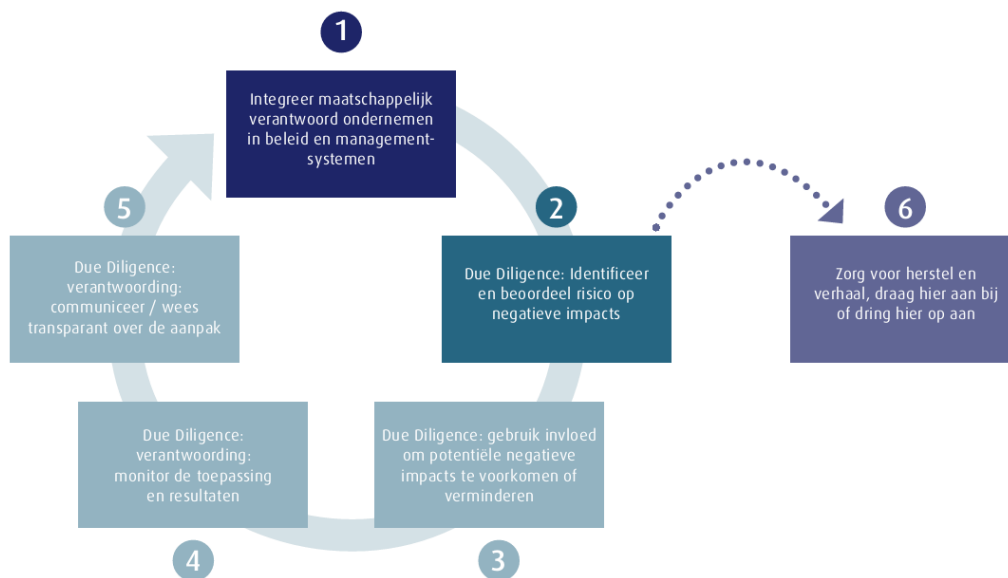 1
Integreer maatschappelijk
verantwoord ondernemen
in beleid en management-
systemen
2
Due Diligence: Identificeer
en beoordeel risico op
negatieve impacts
3
Due Diligence: gebruik invloed
om potentiële negatieve
impacts te voorkomen of
verminderen
4
Due Diligence:
verantwoording:
monitor de toepassing
en resultaten
5
Due Diligence:
verantwoording:
communiceer / wees
transparant over de aanpak
6
Zorg voor herstel en
verhaal, draag hier aan bij
of dring hier op aan